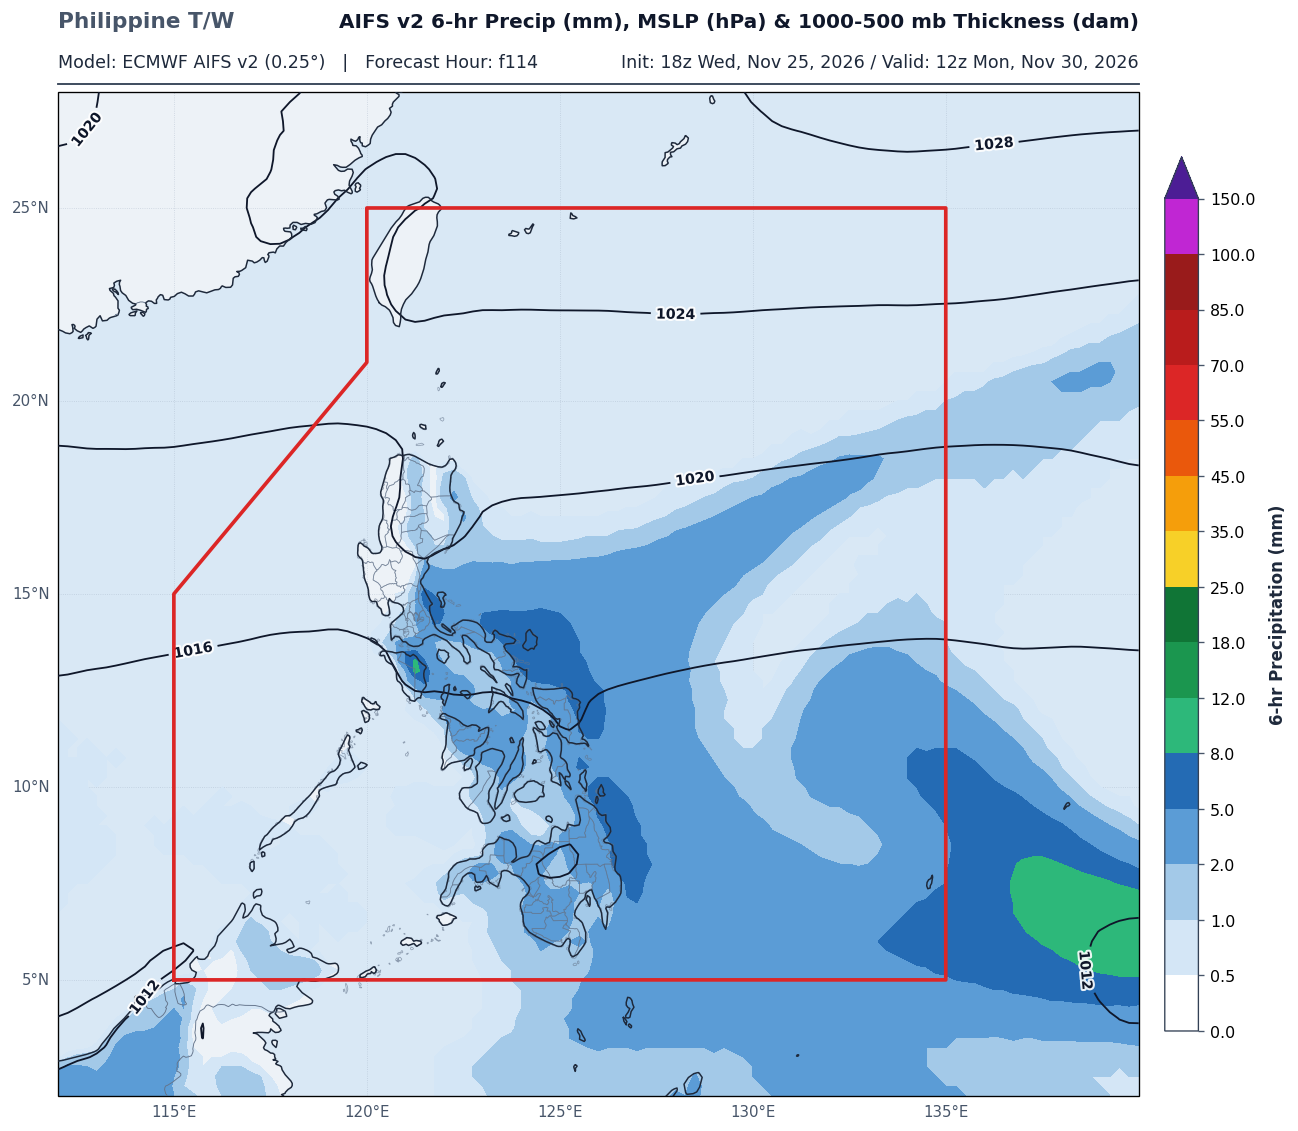 Philippine T/W
AIFS v2 6-hr Precip (mm), MSLP (hPa) & 1000-500 mb Thickness (dam)
Model: ECMWF AIFS v2 (0.25°) | Forecast Hour: f114
Init: 18z Wed, Nov 25, 2026 / Valid: 12z Mon, Nov 30, 2026
1020
1028
25°N
1024
20°N
1020
15°N
1016
10°N
5°N
1012
1012
115°E
120°E
125°E
130°E
135°E
150.0
100.0
85.0
70.0
55.0
45.0
35.0
25.0
18.0
12.0
8.0
5.0
2.0
1.0
0.5
0.0
6-hr Precipitation (mm)